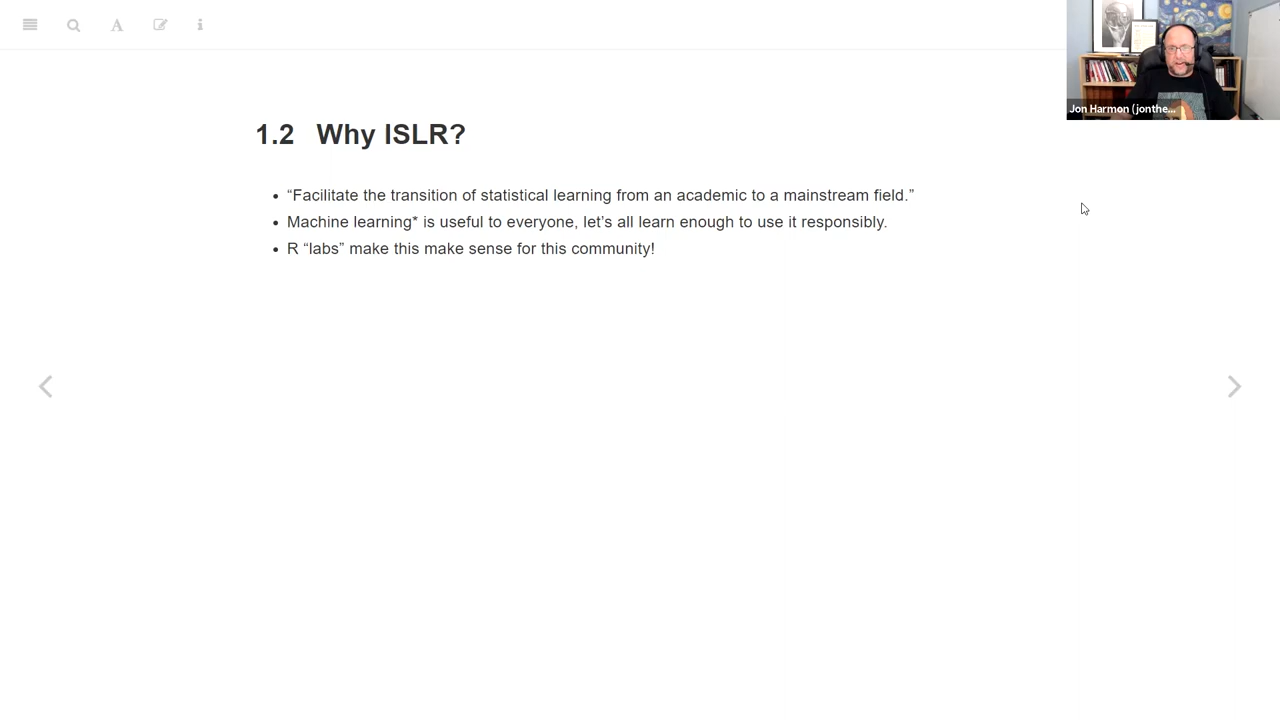 Jon Harmon (jonthe...
1.2 Why ISLR?
“Facilitate the transition of statistical learning from an academic to a mainstream field.”
Machine learning* is useful to everyone, let’s all learn enough to use it responsibly.
R “labs” make this make sense for this community!